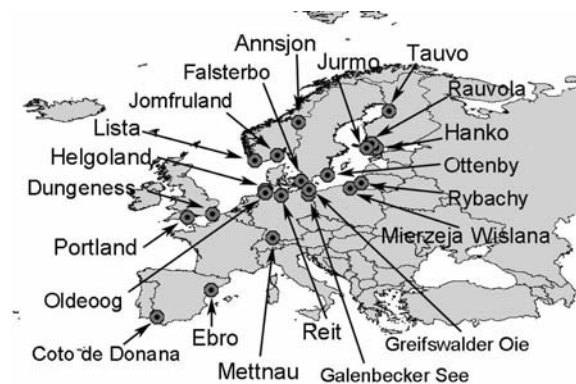 Annsjon
Tauvo
Falsterbo
Jurmo
Rauvola
Jomfruland
Lista
Hanko
Helgoland
Ottenby
Dungeness
Rybachy
Portland
Mierzeja Wislana
Oldeoog
Ebro
Reit
Greifswalder Oie
Coto de Donana
Mettnau
Galenbecker See